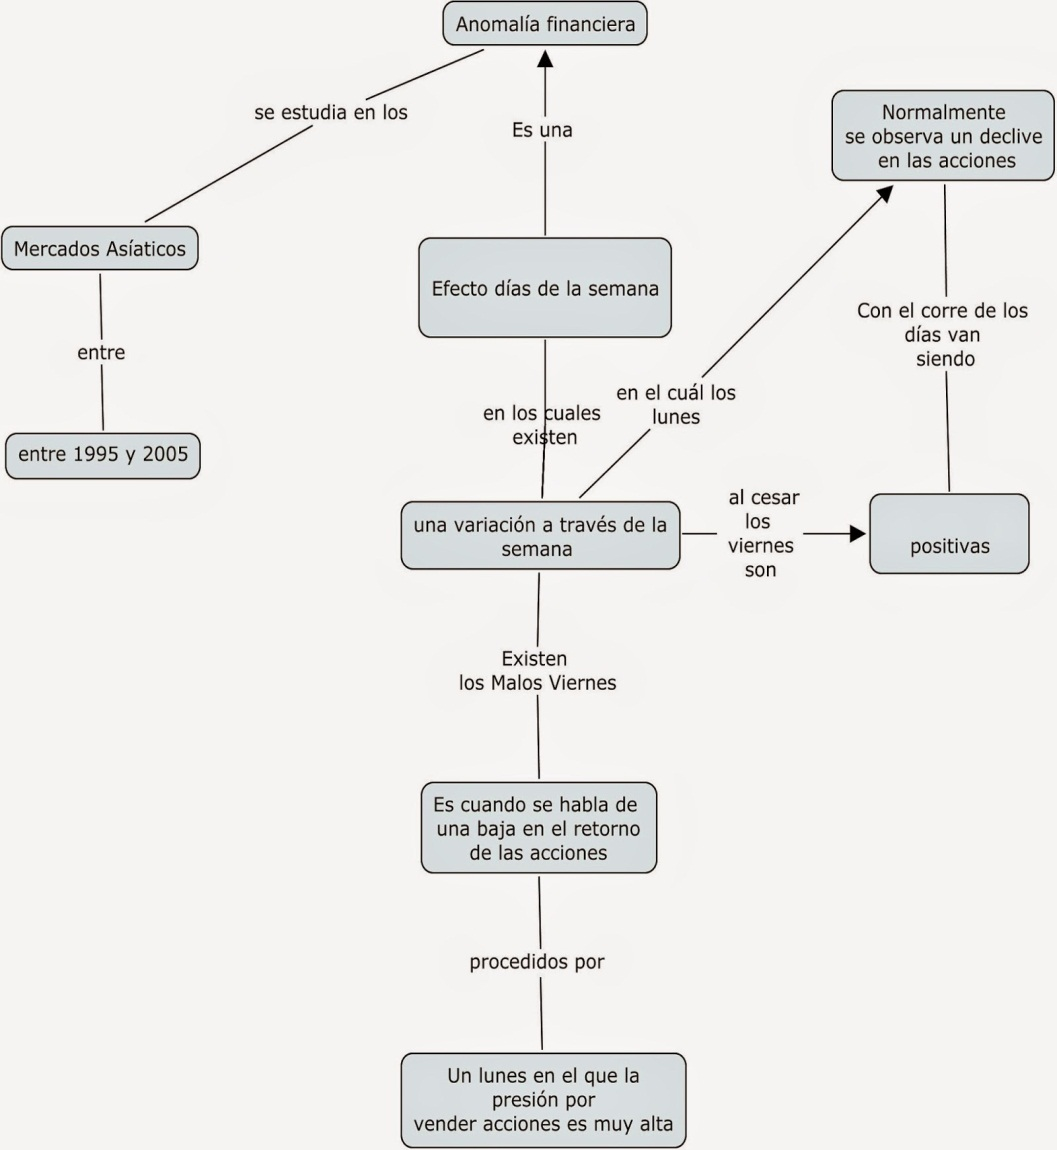 Anomalía financiera
se estudia en los
Es una
Normalmente
se observa un declive
en las acciones
Mercados Asíaticos
Efecto días de la semana
Con el corre de los
días van
siendo
entre
en el cuál los
lunes
en los cuales
existen
entre 1995 y 2005
una variación a través de la
semana
al cesar
los
viernes
son
positivas
Existen
los Malos Viernes
Es cuando se habla de
una baja en el retorno
de las acciones
procedidos por
Un lunes en el que la
presión por
vender acciones es muy alta